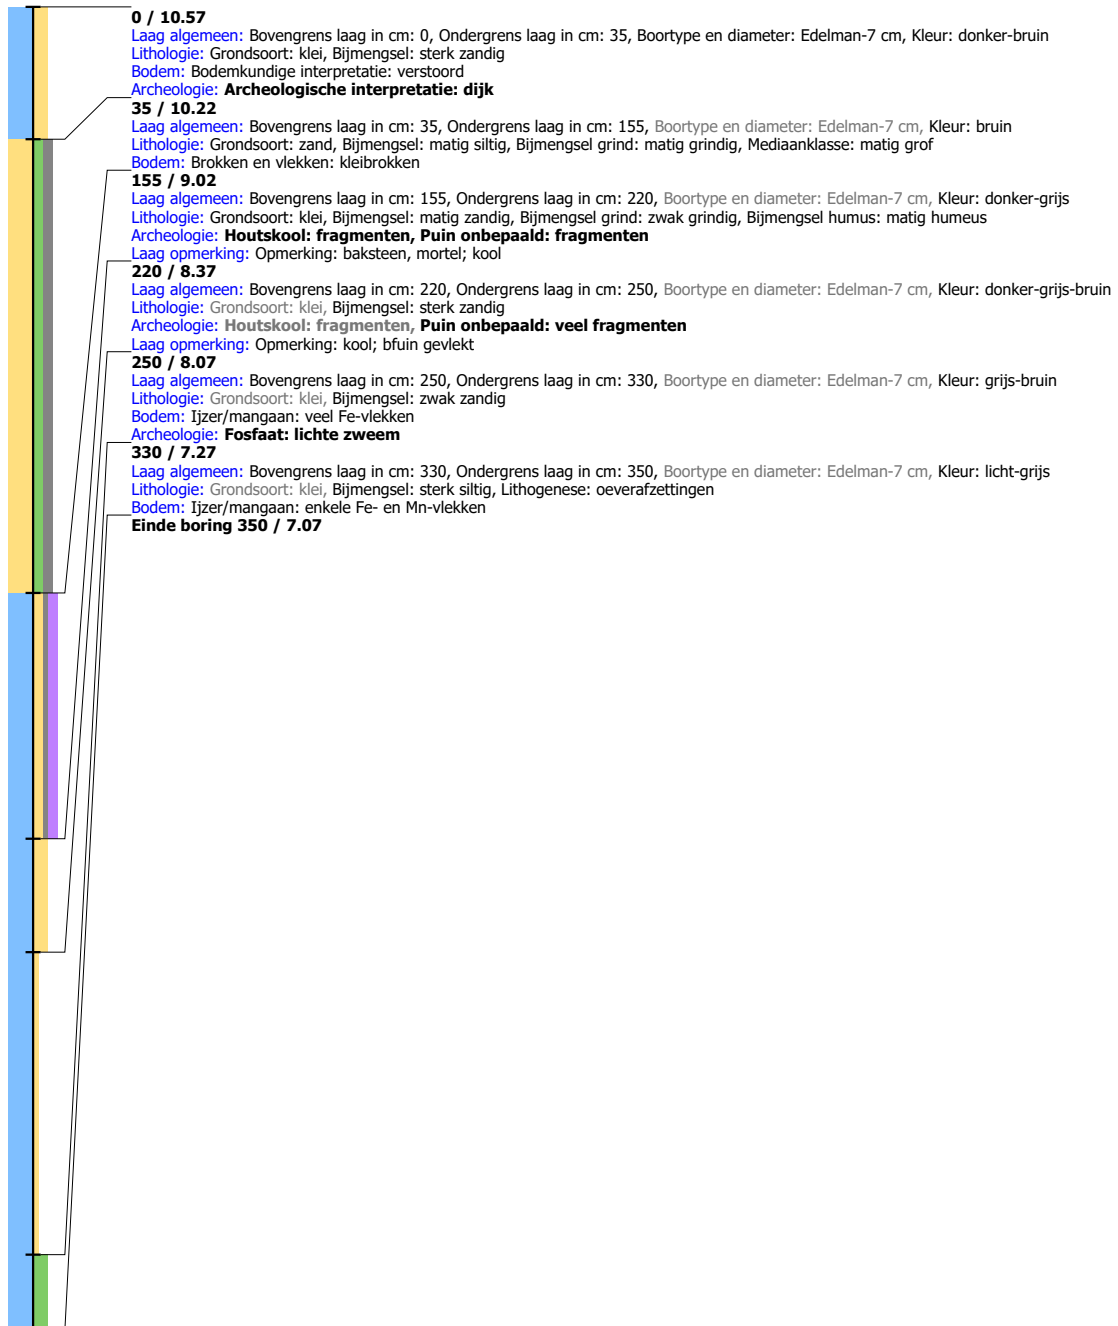 0 / 10.57
Laag algemeen: Bovengrens laag in cm: 0, Ondergrens laag in cm: 35, Boortype en diameter: Edelman-7 cm, Kleur: donker-bruin
Lithologie: Grondsoort: klei, Bijmengsel: sterk zandig
Bodem: Bodemkundige interpretatie: verstoord
Archeologie: Archeologische interpretatie: dijk
35 / 10.22
Laag algemeen: Bovengrens laag in cm: 35, Ondergrens laag in cm: 155, Boortype en diameter: Edelman-7 cm, Kleur: bruin
Lithologie: Grondsoort: zand, Bijmengsel: matig siltig, Bijmengsel grind: matig grindig, Mediaanklasse: matig grof
Bodem: Brokken en vlekken: kleibrokken
155 / 9.02
Laag algemeen: Bovengrens laag in cm: 155, Ondergrens laag in cm: 220, Boortype en diameter: Edelman-7 cm, Kleur: donker-grijs
Lithologie: Grondsoort: klei, Bijmengsel: matig zandig, Bijmengsel grind: zwak grindig, Bijmengsel humus: matig humeus
Archeologie: Houtskool: fragmenten, Puin onbepaald: fragmenten
Laag opmerking: Opmerking: baksteen, mortel; kool
220 / 8.37
Laag algemeen: Bovengrens laag in cm: 220, Ondergrens laag in cm: 250, Boortype en diameter: Edelman-7 cm, Kleur: donker-grijs-bruin
Lithologie: Grondsoort: klei, Bijmengsel: sterk zandig
Archeologie: Houtskool: fragmenten, Puin onbepaald: veel fragmenten
Laag opmerking: Opmerking: kool; bfuin gevlekt
250 / 8.07
Laag algemeen: Bovengrens laag in cm: 250, Ondergrens laag in cm: 330, Boortype en diameter: Edelman-7 cm, Kleur: grijs-bruin
Lithologie: Grondsoort: klei, Bijmengsel: zwak zandig
Bodem: Ijzer/mangaan: veel Fe-vlekken
Archeologie: Fosfaat: lichte zweem
330 / 7.27
Laag algemeen: Bovengrens laag in cm: 330, Ondergrens laag in cm: 350, Boortype en diameter: Edelman-7 cm, Kleur: licht-grijs
Lithologie: Grondsoort: klei, Bijmengsel: sterk siltig, Lithogenese: oeverafzettingen
Bodem: Ijzer/mangaan: enkele Fe- en Mn-vlekken
Einde boring 350 / 7.07